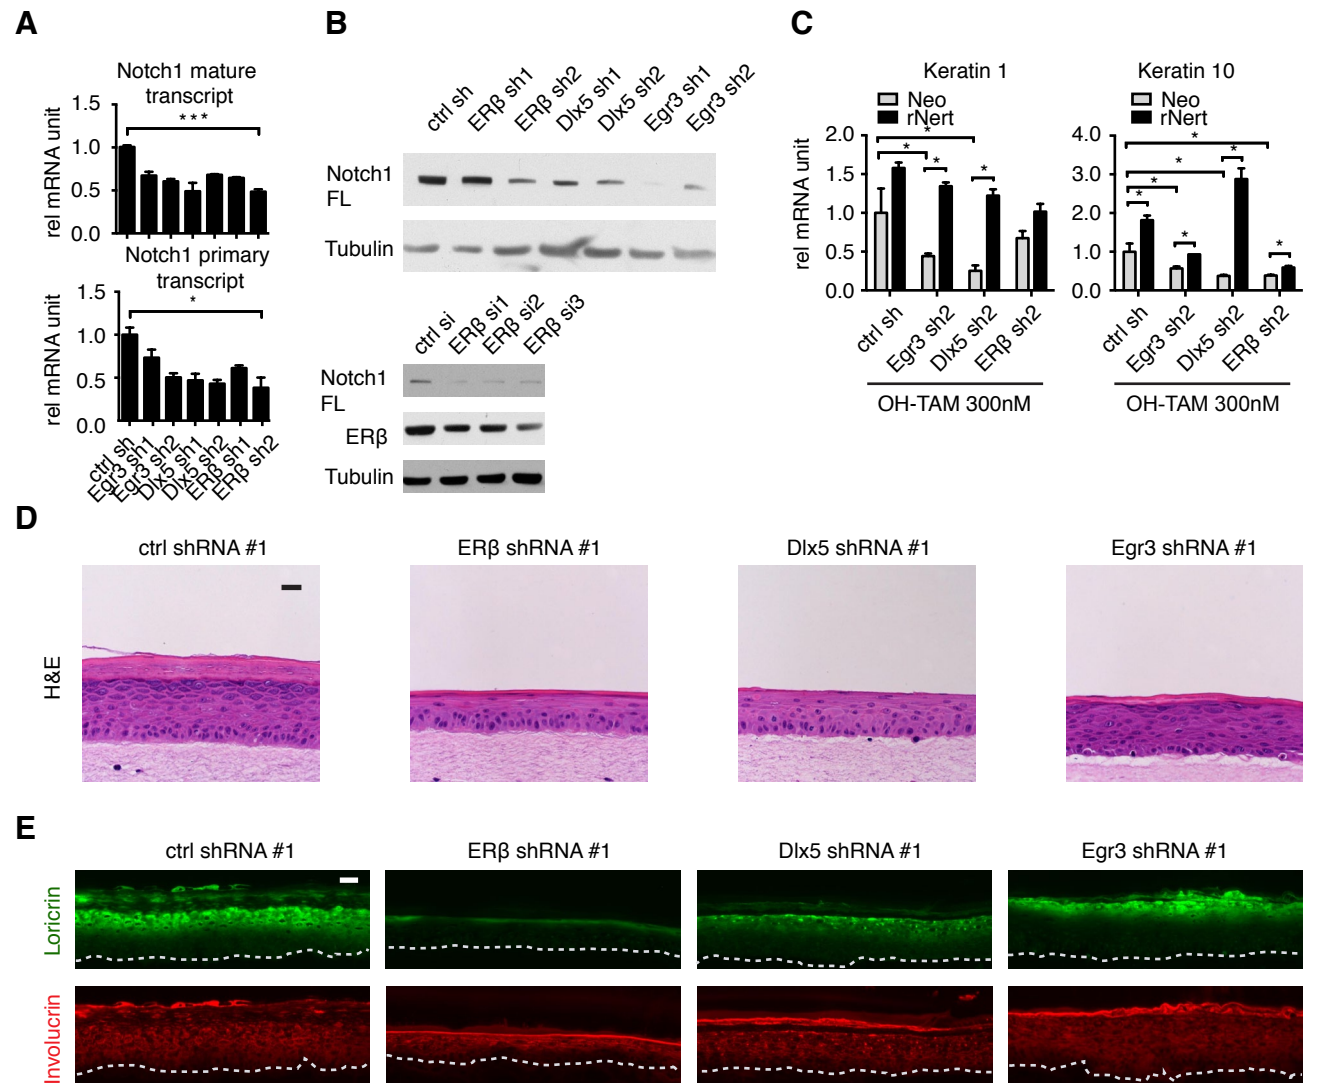 A
Notch1 mature
transcript
rel mRNA unit
1.5
1.0
0.5
0.0
***
Notch1 primary
transcript
rel mRNA unit
1.5
1.0
0.5
0.0
*
ctrl sh
Egr3 sh1
Egr3 sh2
Dlx5 sh1
Dlx5 sh2
ERβ sh1
ERβ sh2
B
ctrl sh
ERβ sh1
ERβ sh2
Dlx5 sh1
Dlx5 sh2
Egr3 sh1
Egr3 sh2
Notch1
FL
Tubulin
ctrl si
ERβ si1
ERβ si2
ERβ si3
Notch1
FL
ERβ
Tubulin
C
Keratin 1
Neo
rNert
rel mRNA unit
2.0
1.5
1.0
0.5
0.0
*
*
*
*
ctrl sh
Egr3 sh2
Dlx5 sh2
ERβ sh2
OH-TAM 300nM
Keratin 10
Neo
rNert
4.0
3.0
2.0
1.0
0.0
*
*
*
*
*
*
*
ctrl sh
Egr3 sh2
Dlx5 sh2
ERβ sh2
OH-TAM 300nM
D
ctrl shRNA #1
ERβ shRNA #1
Dlx5 shRNA #1
Egr3 shRNA #1
H&E
E
ctrl shRNA #1
ERβ shRNA #1
Dlx5 shRNA #1
Egr3 shRNA #1
Loricrin
Involucrin